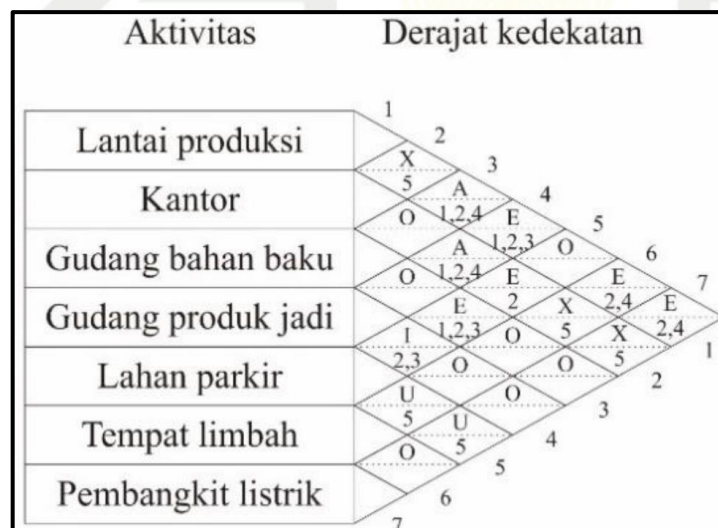 Aktivitas Derajat kedekatan
1
Lantai produksi 2
X 3
5 A 4
Kantor O 1,2,4 E 5
A 1,2,3 O 6
Gudang bahan baku O 1,2,4 E E 7
E 2 X 2,4 E
Gudang produk jadi I 1,2,3 O 5 X 2,4
1
2,3 O O 5 2
Lahan parkir U O 3
5 U 4
Tempat limbah O 5 5
Pembangkit listrik 6
7